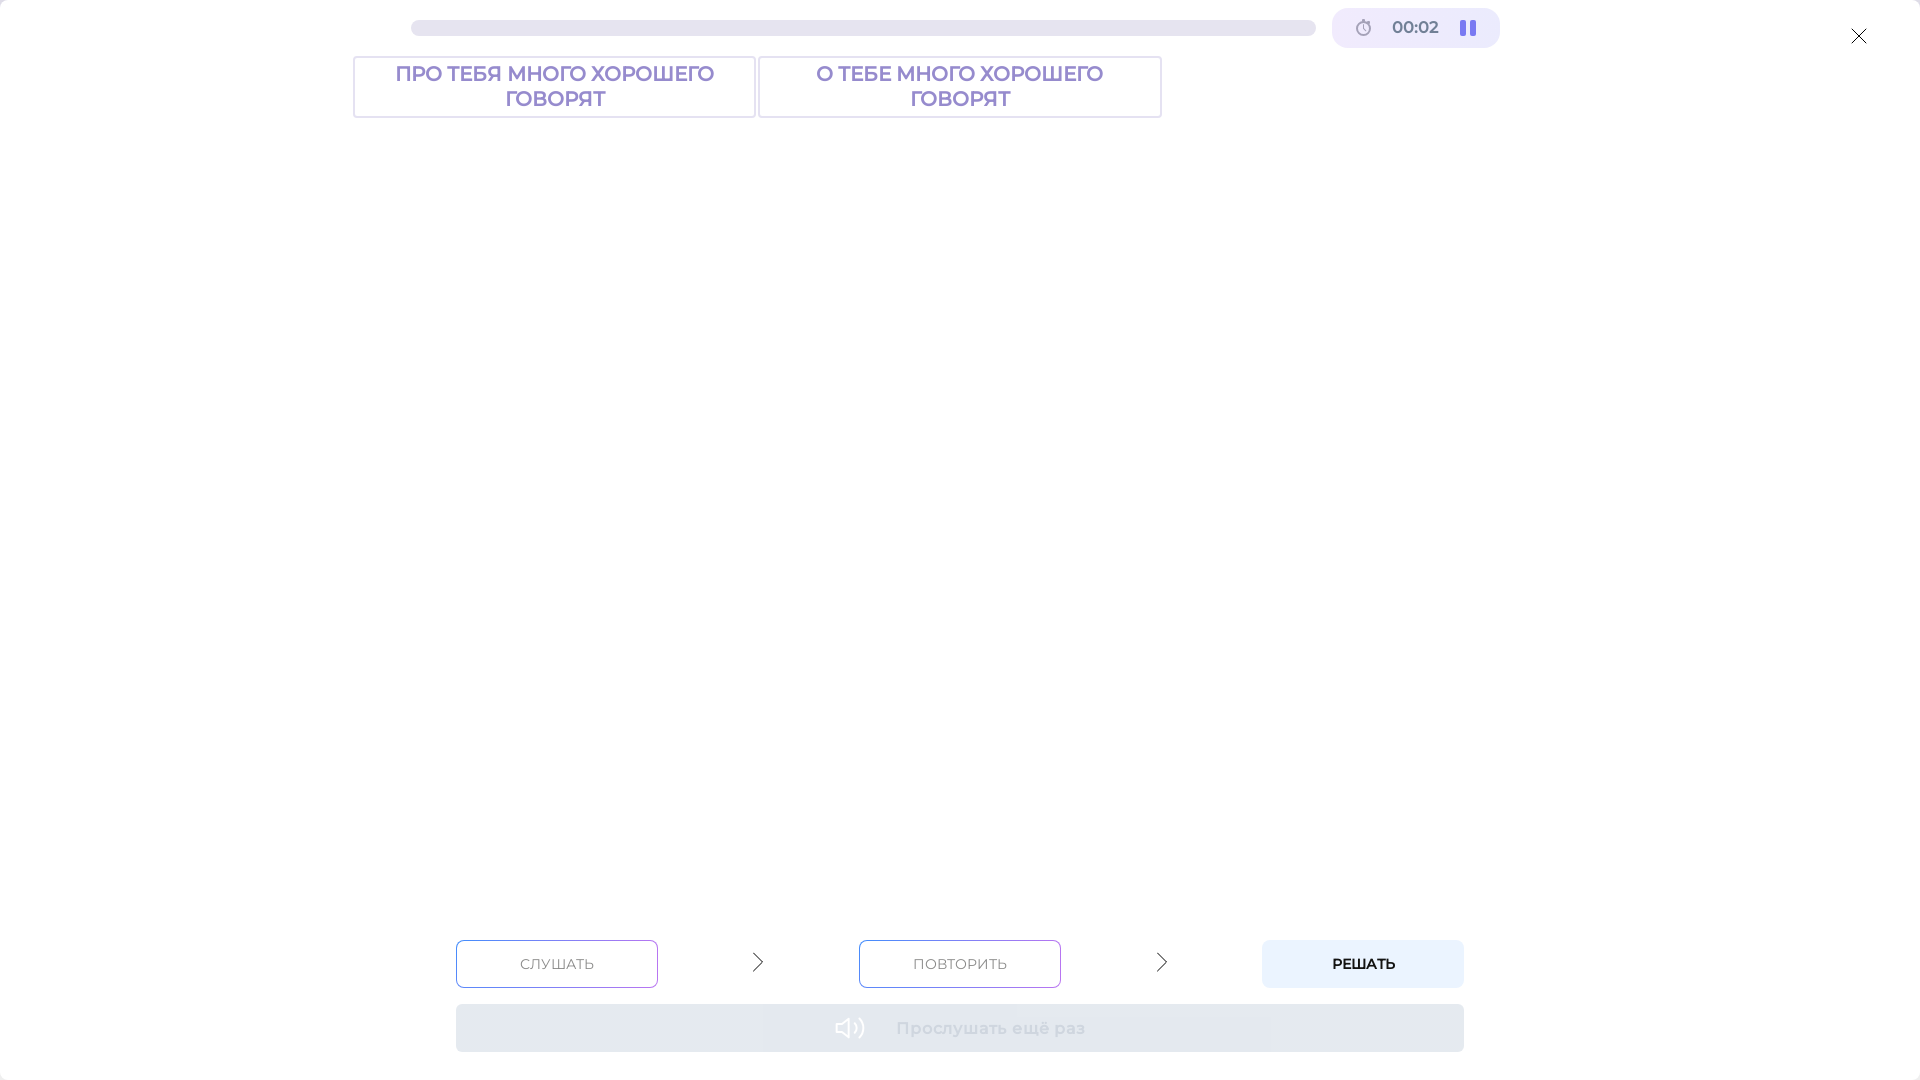 00:02
ПРО ТЕБЯ МНОГО ХОРОШЕГО
ГОВОРЯТ
О ТЕБЕ МНОГО ХОРОШЕГО
ГОВОРЯТ
СЛУШАТЬ
ПОВТОРИТЬ
РЕШАТЬ
Прослушать ещё раз